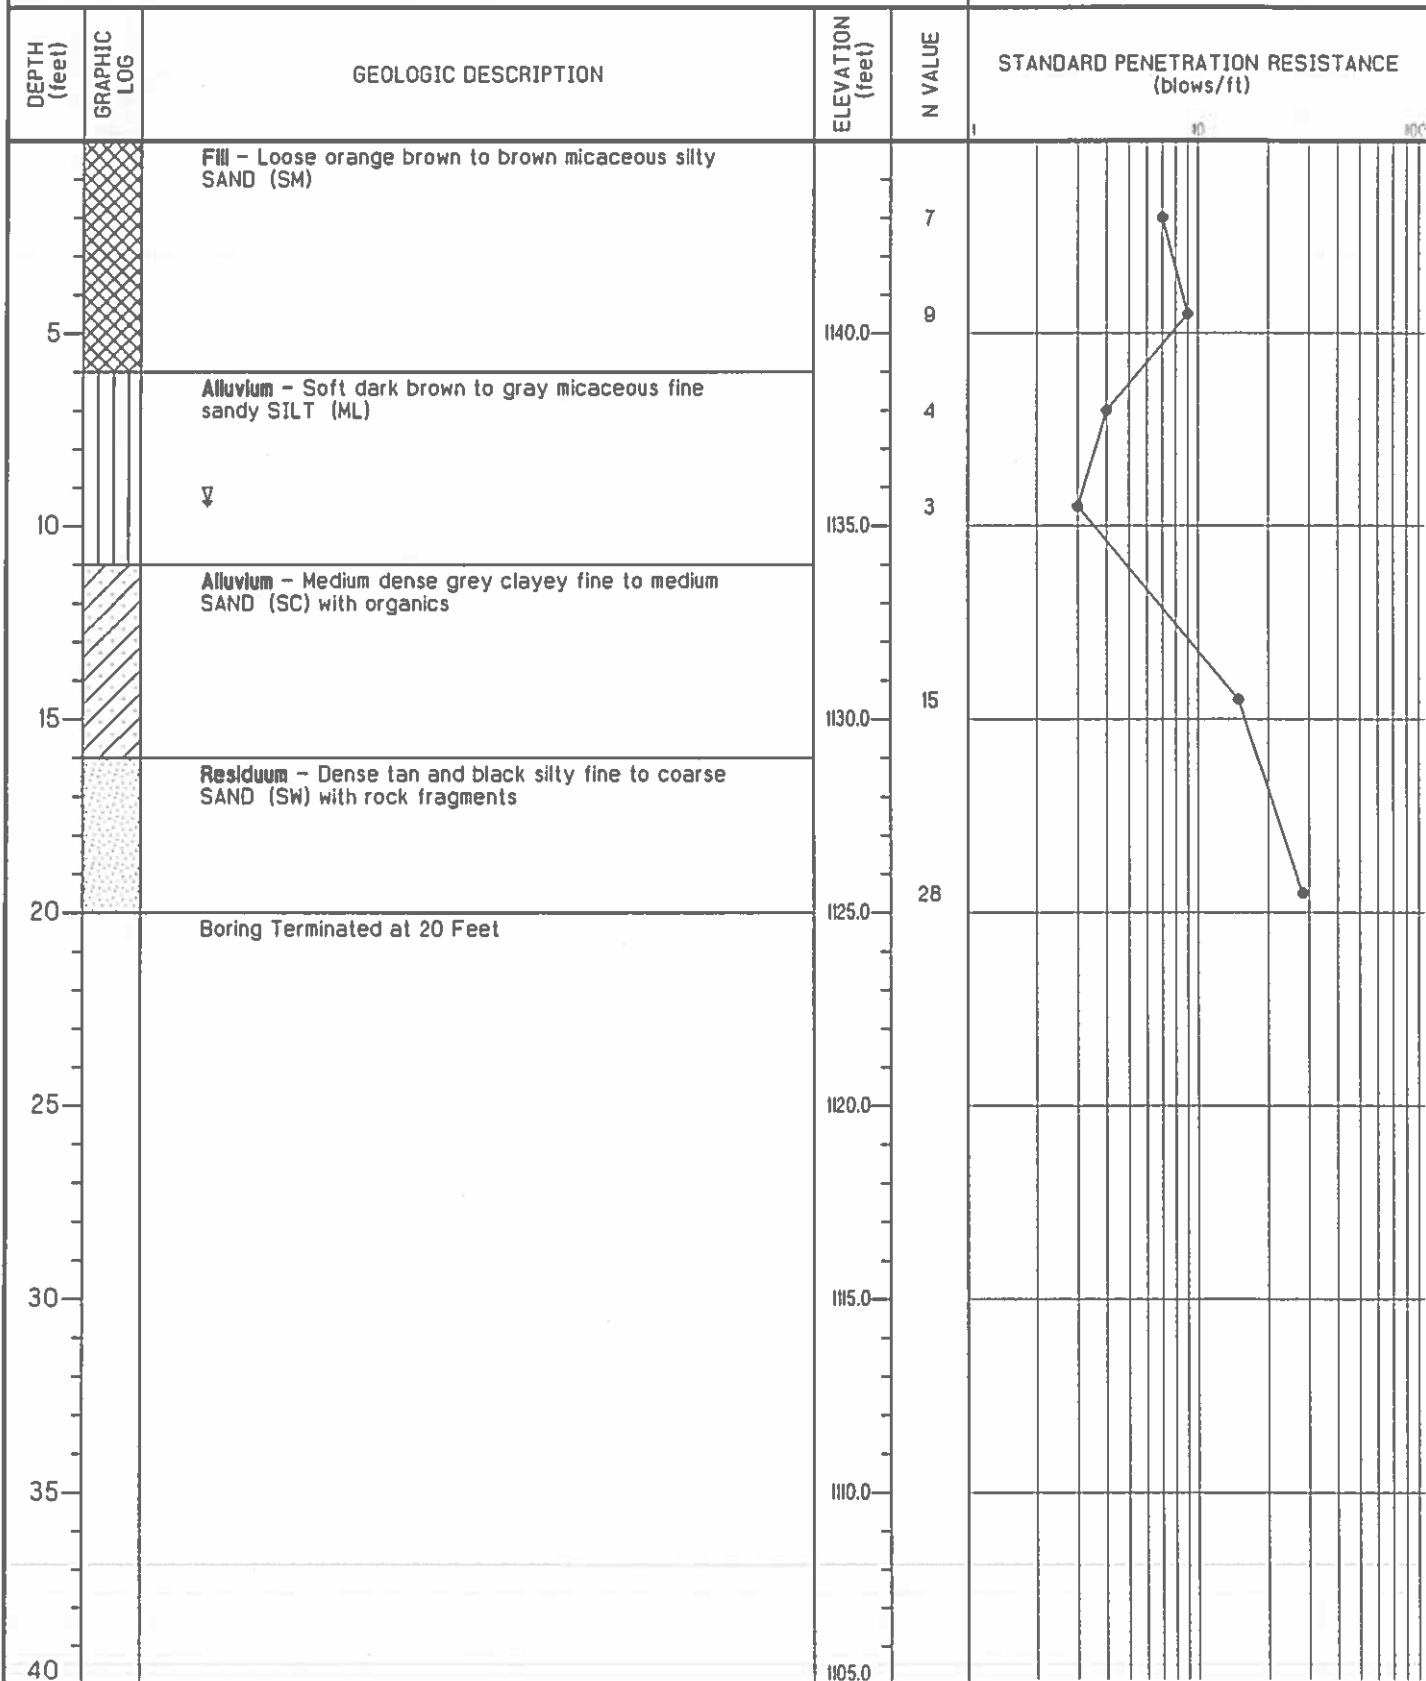 DEPTH
(feet)
GRAPHIC
LOG
GEOLOGIC DESCRIPTION
ELEVATION
(feet)
N VALUE
STANDARD PENETRATION RESISTANCE
(blows/ft)
1 10 100
Fill - Loose orange brown to brown micaceous silty
SAND (SM)
7
9
5
1140.0
Alluvium - Soft dark brown to gray micaceous fine
sandy SILT (ML)
4
3
10
1135.0
Alluvium - Medium dense grey clayey fine to medium
SAND (SC) with organics
15
15
1130.0
Residuum - Dense tan and black silty fine to coarse
SAND (SW) with rock fragments
28
20
1125.0
Boring Terminated at 20 Feet
25
1120.0
30
1115.0
35
1110.0
40
1105.0